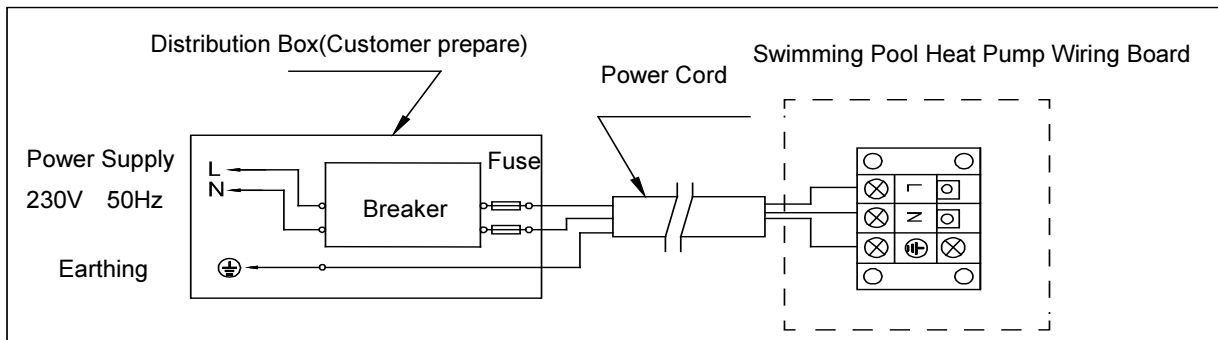 Distribution Box(Customer prepare)
Swimming Pool Heat Pump Wiring Board
Power Cord
Power Supply
230V 50Hz
L
N
Fuse
Breaker
Earthing
L
N